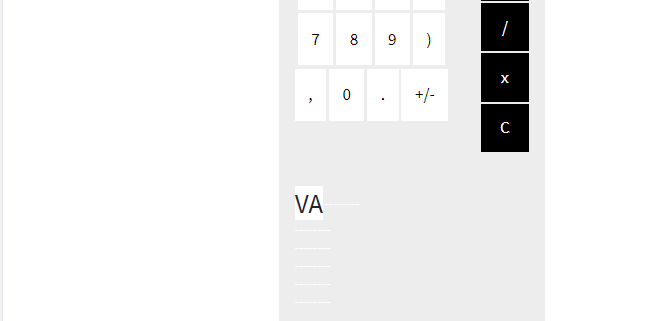 /
7 8 9 )
x
, 0 . +/-
C
VA